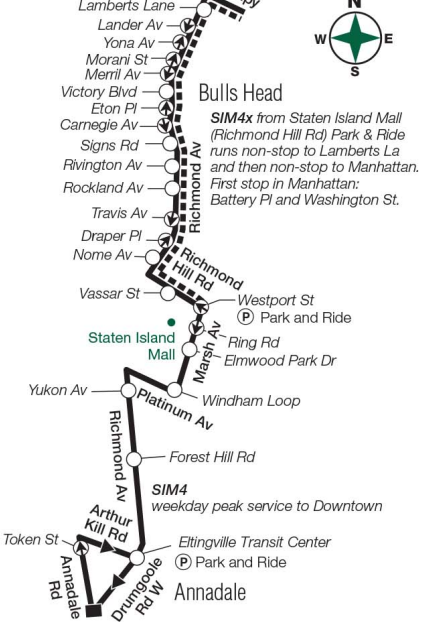 Lamberts Lane
N
Lander Av
Yona Av
W
E
Morani St
Merril Av
S
Victory Blvd
Bulls Head
Eton Pl
Carnegie Av
SIM4x from Staten Island Mall
(Richmond Hill Rd) Park & Ride
runs non-stop to Lamberts La
and then non-stop to Manhattan.
First stop in Manhattan:
Battery Pl and Washington St.
Signs Rd
Rivington Av
Richmond Av
Rockland Av
Travis Av
Draper Pl
Nome Av
Richmond
Hill Rd
Vassar St
Westport St
P Park and Ride
Staten Island
Mall
Marsh Av
Ring Rd
Elmwood Park Dr
Yukon Av
Platinum Av
Windham Loop
Richmond Av
Forest Hill Rd
SIM4
weekday peak service to Downtown
Arthur
Kill Rd
Token St
Eltingville Transit Center
P Park and Ride
Annadale
Rd
Drumgoole
Rd W
Annadale